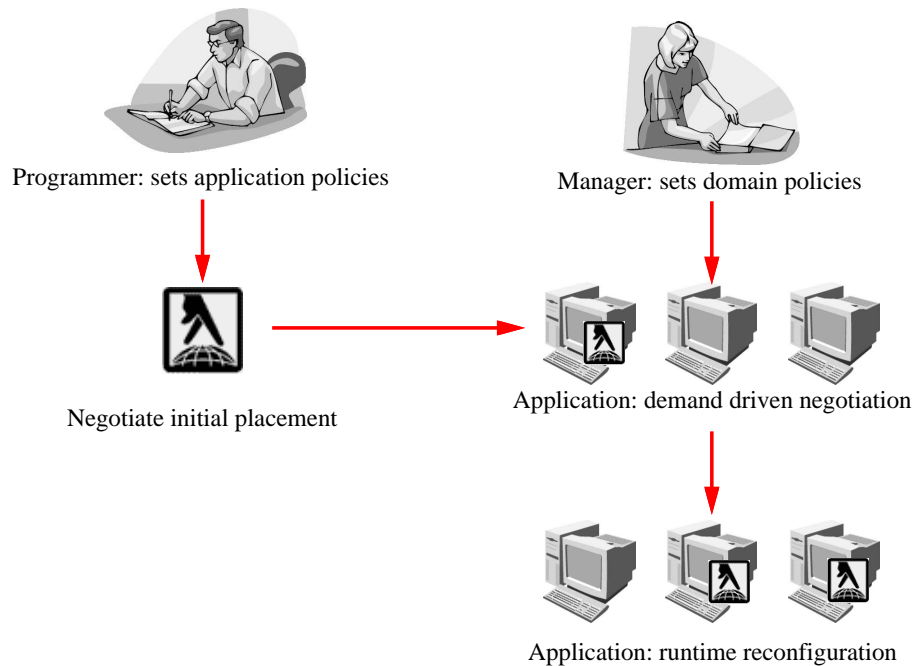 Programmer: sets application policies
Manager: sets domain policies
Negotiate initial placement
Application: demand driven negotiation
Application: runtime reconfiguration